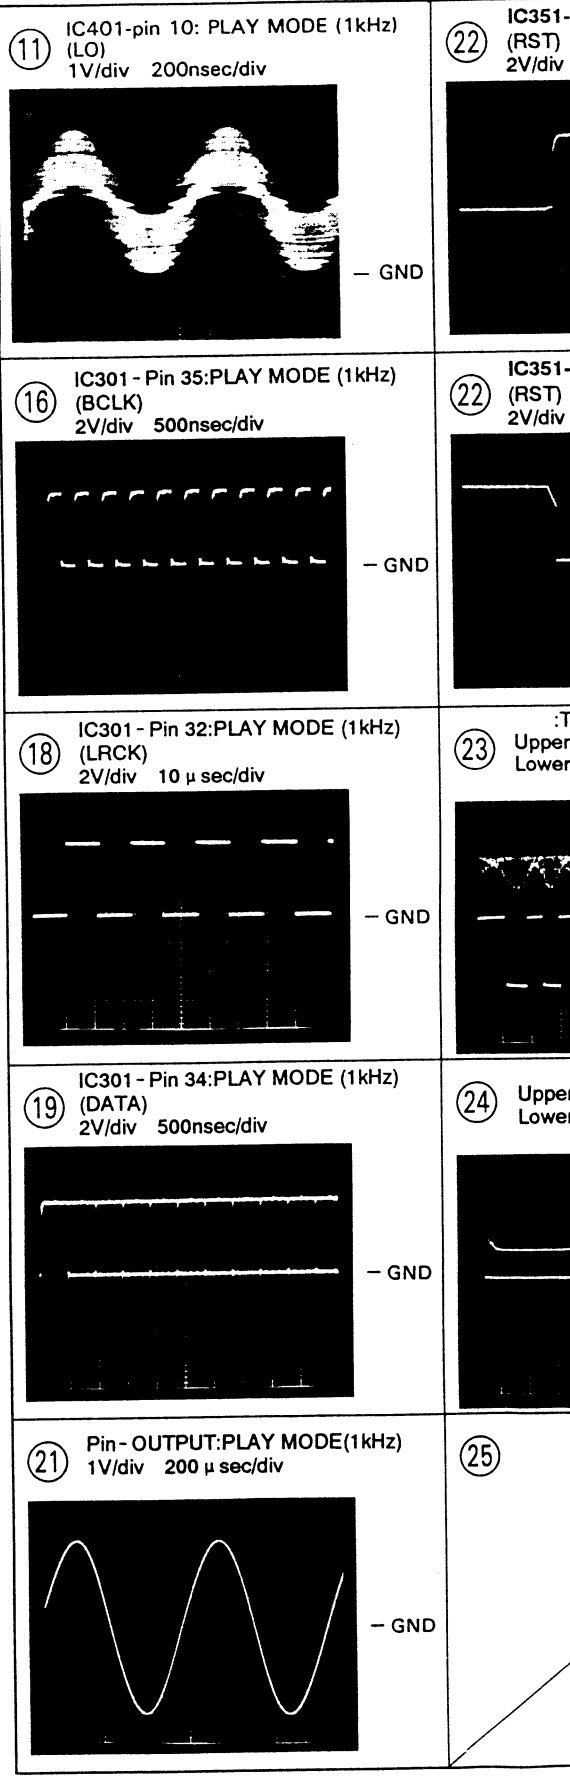 11
IC401-pin 10: PLAY MODE (1kHz)
(LO)
1V/div 200nsec/div
— GND
16
IC301 - Pin 35:PLAY MODE (1kHz)
(BCLK)
2V/div 500nsec/div
— GND
18
IC301 - Pin 32:PLAY MODE (1kHz)
(LRCK)
2V/div 10 μ sec/div
— GND
19
IC301 - Pin 34:PLAY MODE (1kHz)
(DATA)
2V/div 500nsec/div
— GND
21
Pin - OUTPUT:PLAY MODE(1kHz)
1V/div 200 μ sec/div
— GND
22
IC351-
(RST)
2V/div
22
IC351-
(RST)
2V/div
23
:T
Upper
Lower
24
Upper
Lower
25